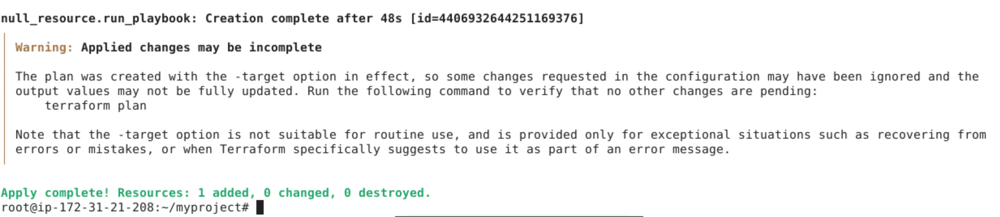 null_resource.run_playbook: Creation complete after 48s [id=4406932644251169376]
Warning: Applied changes may be incomplete
The plan was created with the -target option in effect, so some changes requested in the configuration may have been ignored and the
output values may not be fully updated. Run the following command to verify that no other changes are pending:
terraform plan
Note that the -target option is not suitable for routine use, and is provided only for exceptional situations such as recovering from
errors or mistakes, or when Terraform specifically suggests to use it as part of an error message.
Apply complete! Resources: 1 added, 0 changed, 0 destroyed.
root@ip-172-31-21-208:~/myproject#